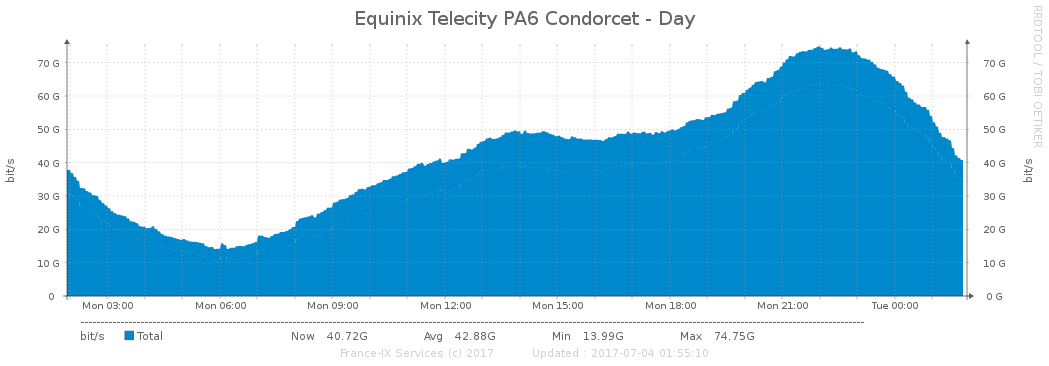 Equinix Telecity PA6 Condorcet - Day
RRDTOOL / TOBI OETIKER
bit/s
70 G
60 G
50 G
40 G
30 G
20 G
10 G
0
70 G
60 G
50 G
40 G
30 G
20 G
10 G
0 G
bit/s
Mon 03:00 Mon 06:00 Mon 09:00 Mon 12:00 Mon 15:00 Mon 18:00 Mon 21:00 Tue 00:00
bit/s Total Now 40.72G Avg 42.88G Min 13.99G Max 74.75G
France-IX Services (c) 2017 Updated : 2017-07-04 01:55:10